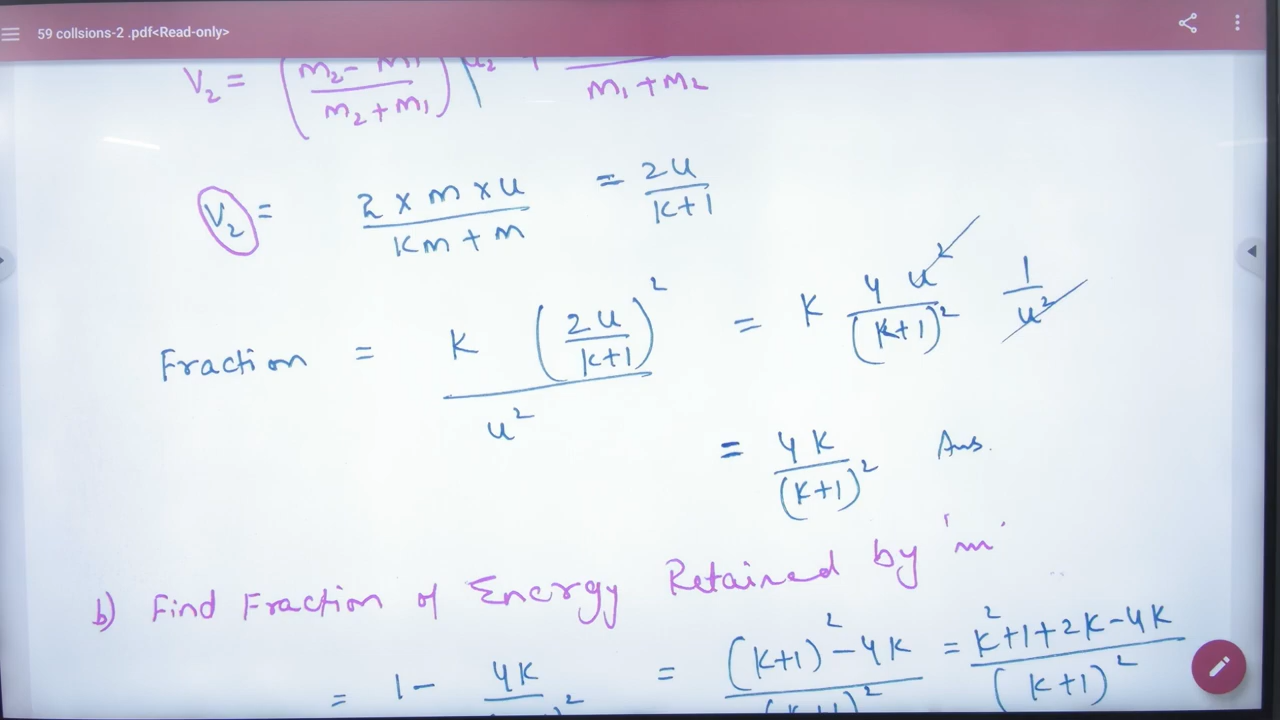 59 collsions-2 .pdf<Read-only>
V₂ = (m₂ - m₁ / m₂ + m₁) u₂ + / m₁ + m₂
V₂ = 2 × m × u / km + m = 2u / k+1
Fraction = k (2u / k+1)² / u² = k 4u² / (k+1)² 1 / u²
= 4k / (k+1)² Ans.
b) Find Fraction of Energy Retained by 'm'
= 1 - 4k / ² = (k+1)² - 4k / (k+1)² = k²+1+2k-4k / (k+1)²